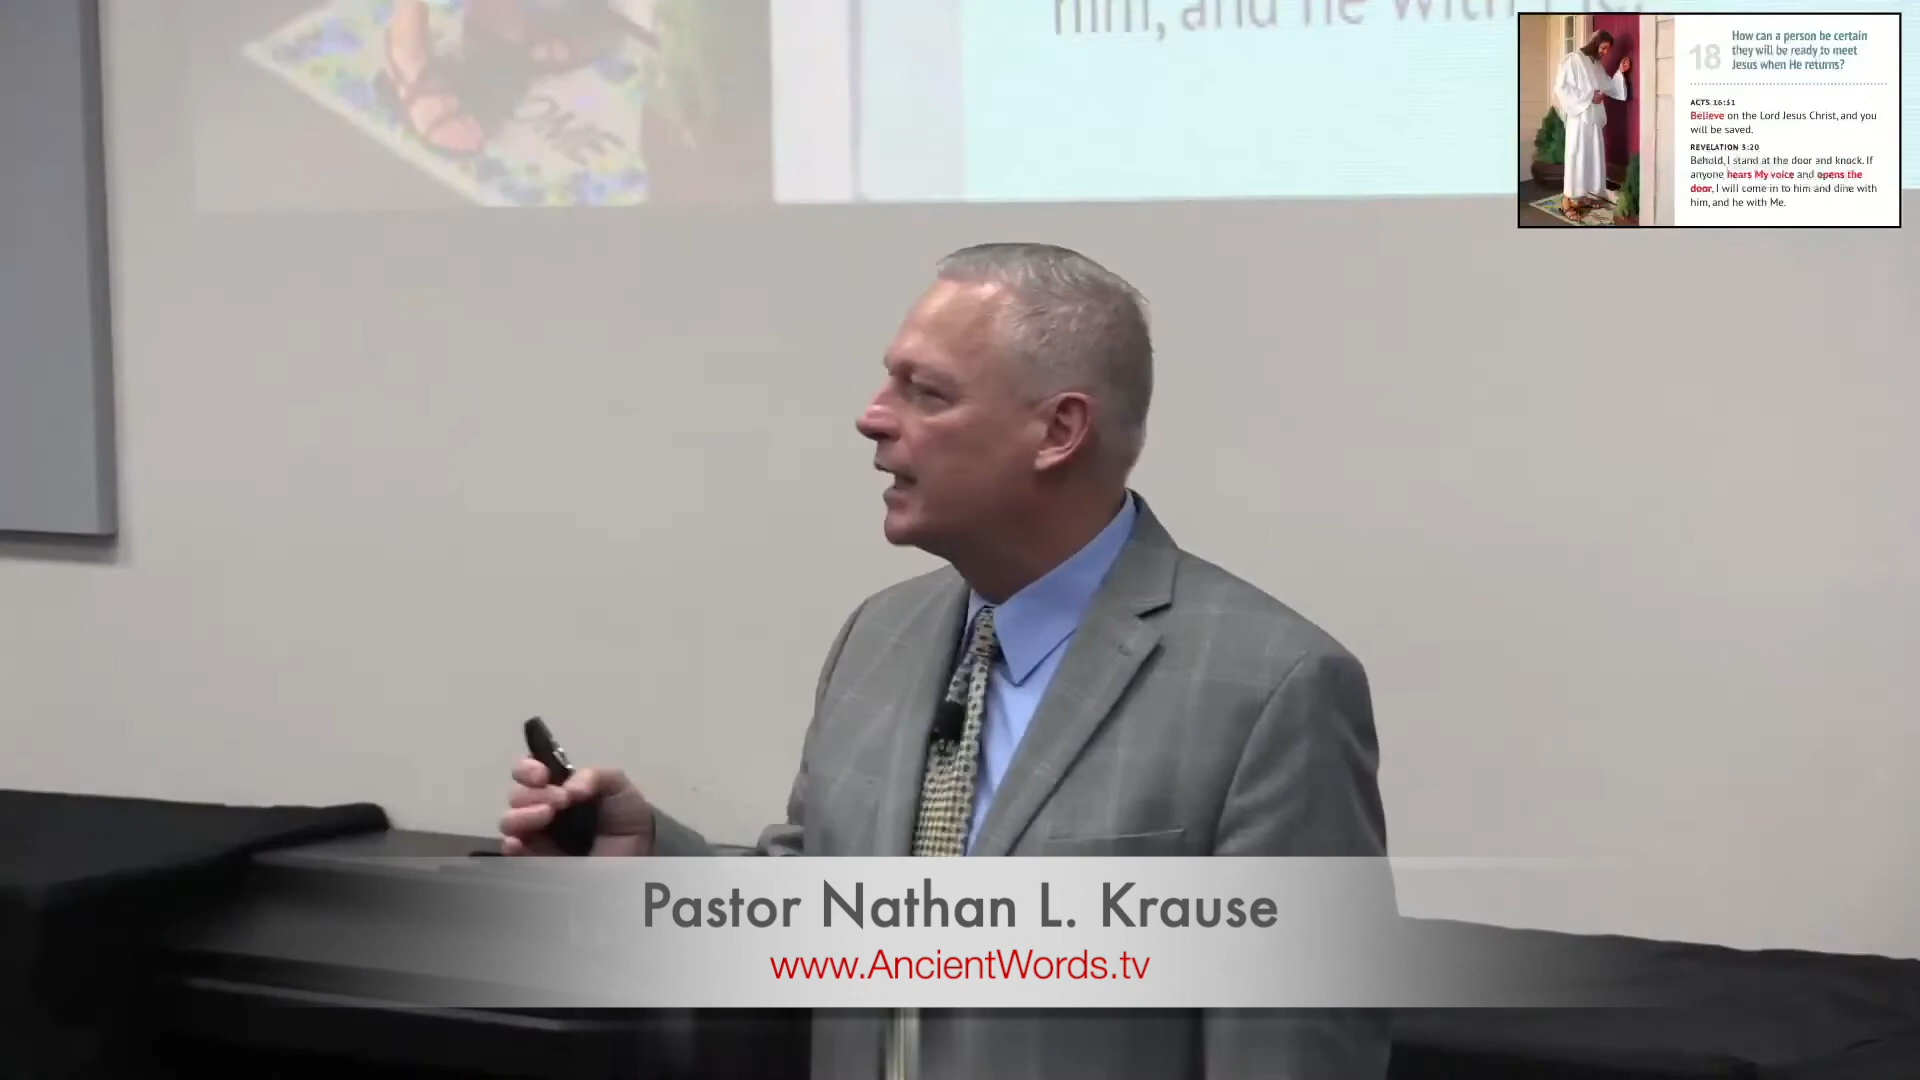 him, and he with Me.
18
How can a person be certain
they will be ready to meet
Jesus when He returns?
ACTS 16:31
Believe on the Lord Jesus Christ, and you
will be saved.
REVELATION 3:20
Behold, I stand at the door and knock. If
anyone hears My voice and opens the
door, I will come in to him and dine with
him, and he with Me.
Pastor Nathan L. Krause
www.AncientWords.tv